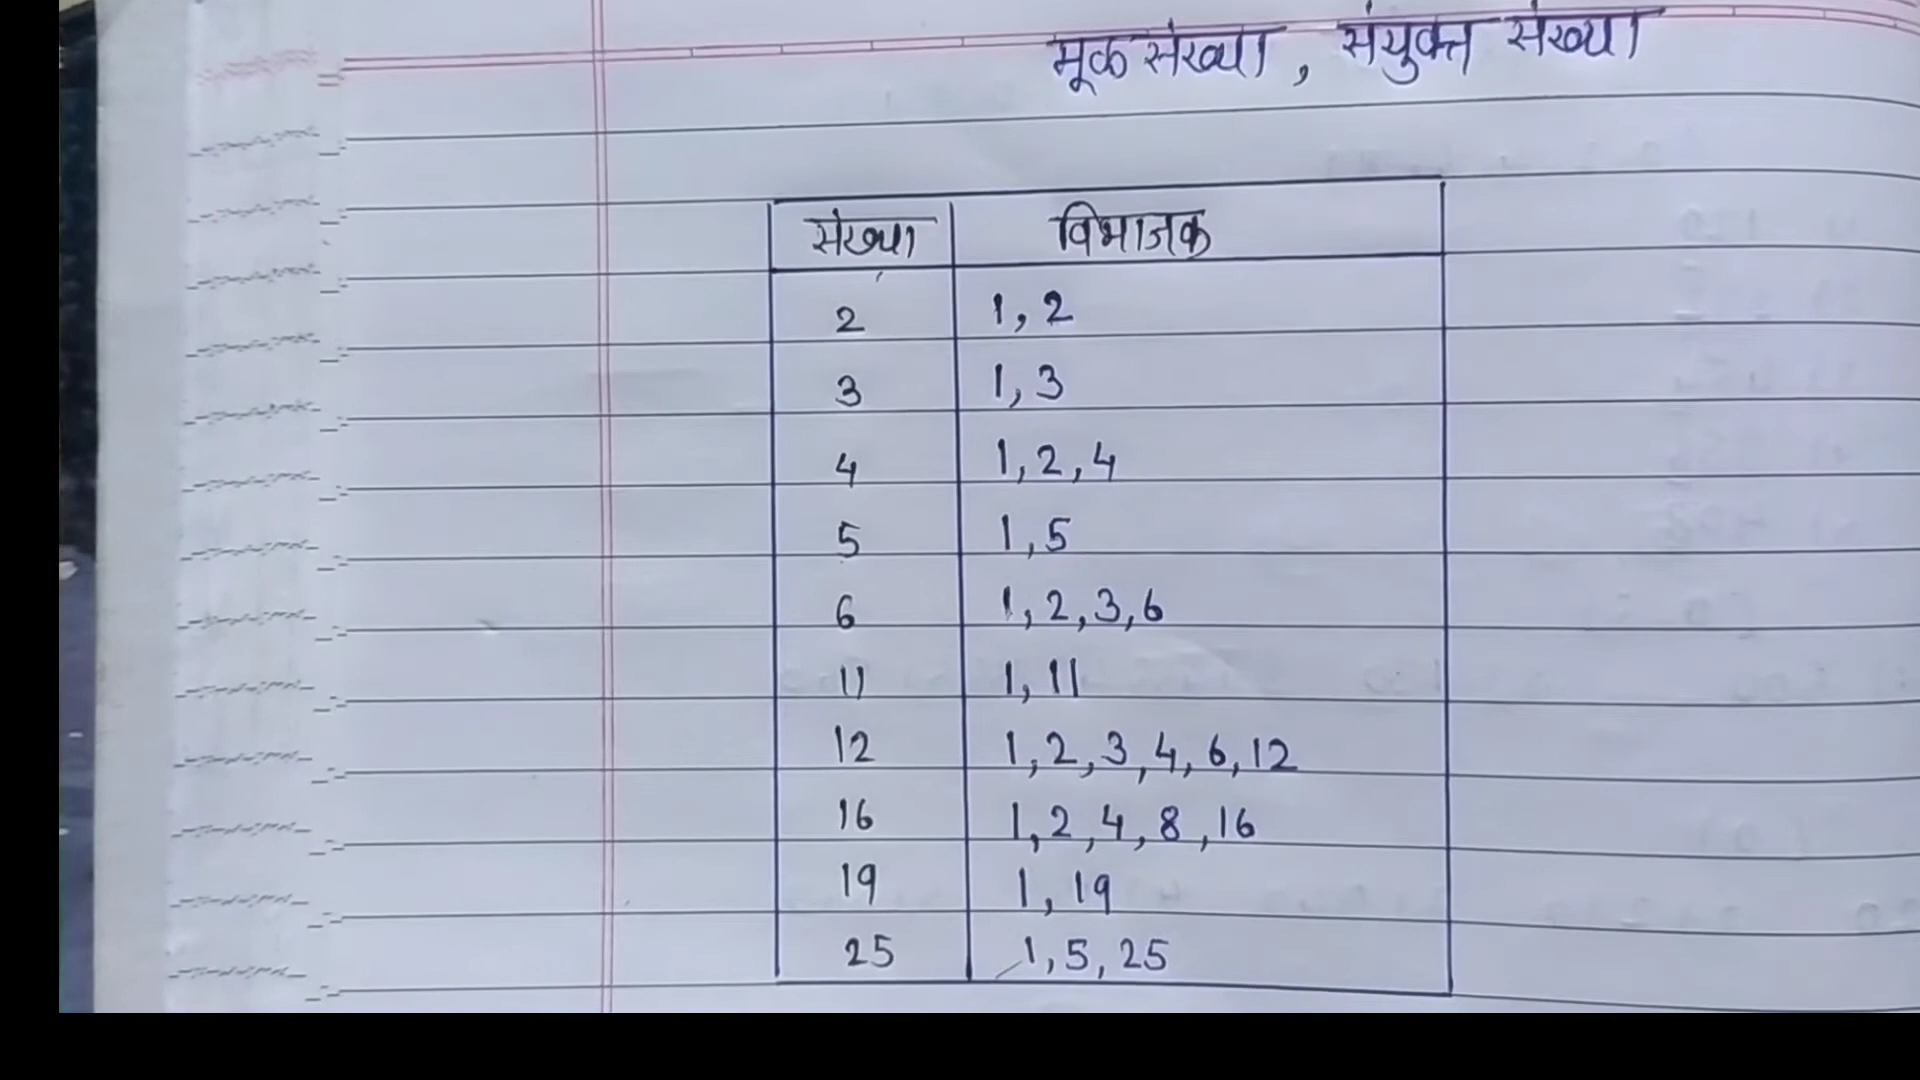 मूळ संख्या, संयुक्त संख्या
संख्या विभाजक
2 1, 2
3 1, 3
4 1, 2, 4
5 1, 5
6 1, 2, 3, 6
11 1, 11
12 1, 2, 3, 4, 6, 12
16 1, 2, 4, 8, 16
19 1, 19
25 1, 5, 25